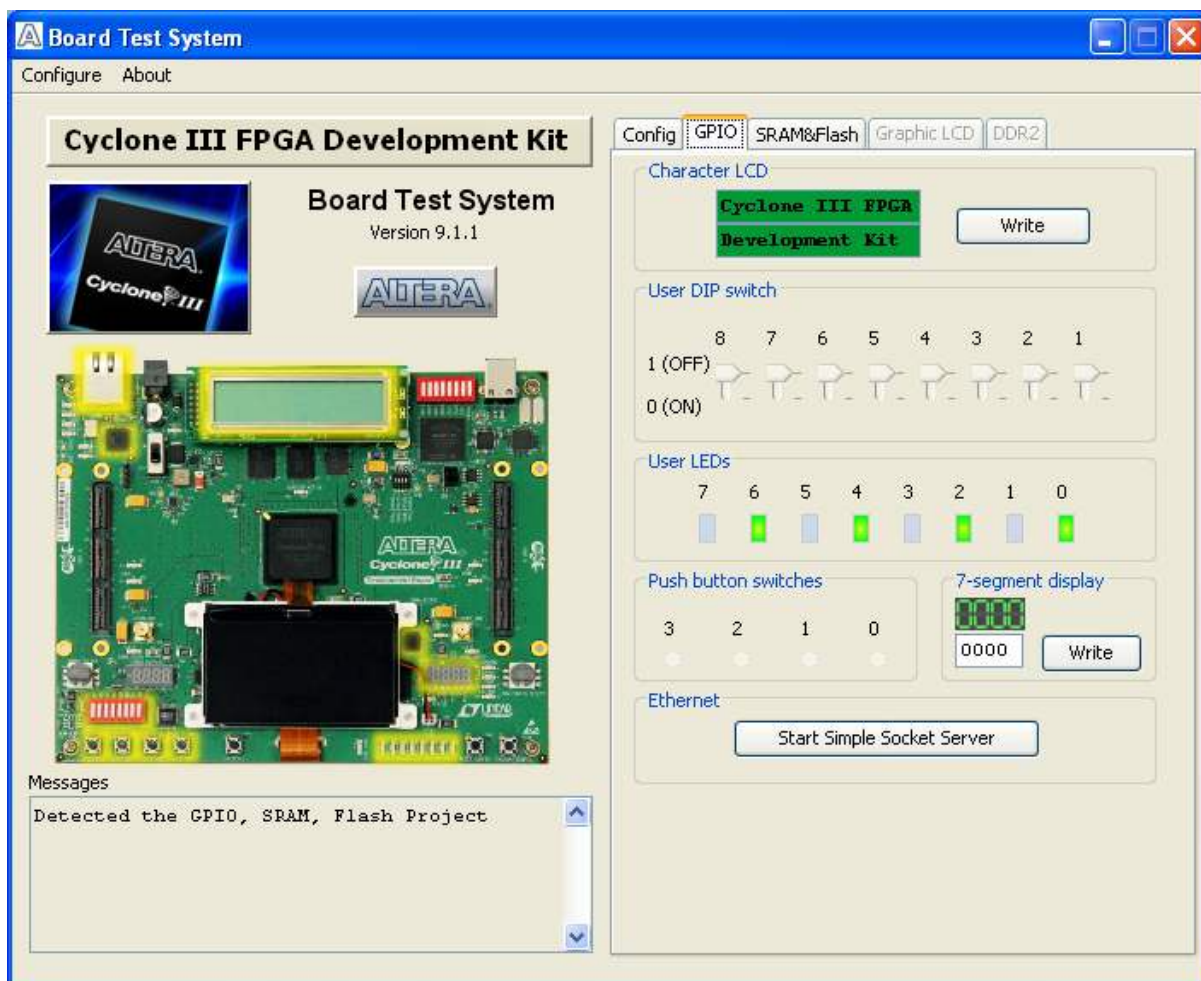 Board Test System
Configure About
Cyclone III FPGA Development Kit
ALTERA
Cyclone III
Board Test System
Version 9.1.1
ALTERA
ALTERA
Cyclone III
Messages
Detected the GPIO, SRAM, Flash Project
Config GPIO SRAM&Flash Graphic LCD DDR2
Character LCD
Cyclone III FPGA
Development Kit
Write
User DIP switch
8 7 6 5 4 3 2 1
1 (OFF)
0 (ON)
User LEDs
7 6 5 4 3 2 1 0
Push button switches
3 2 1 0
7-segment display
0000
0000
Write
Ethernet
Start Simple Socket Server